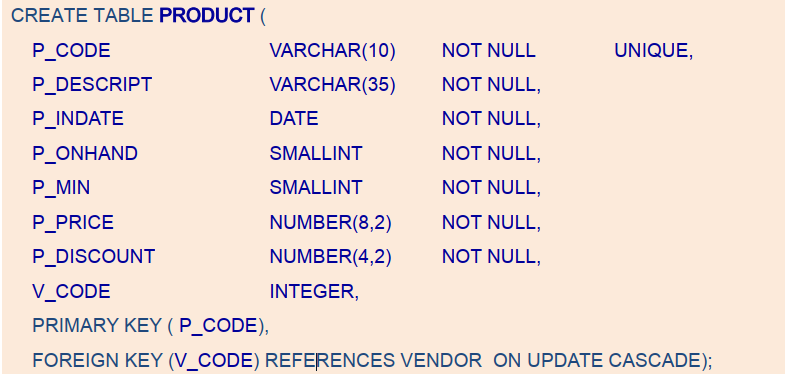 CREATE TABLE PRODUCT (
P_CODE VARCHAR(10) NOT NULL UNIQUE,
P_DESCRIPT VARCHAR(35) NOT NULL,
P_INDATE DATE NOT NULL,
P_ONHAND SMALLINT NOT NULL,
P_MIN SMALLINT NOT NULL,
P_PRICE NUMBER(8,2) NOT NULL,
P_DISCOUNT NUMBER(4,2) NOT NULL,
V_CODE INTEGER,
PRIMARY KEY ( P_CODE),
FOREIGN KEY (V_CODE) REFERENCES VENDOR ON UPDATE CASCADE);